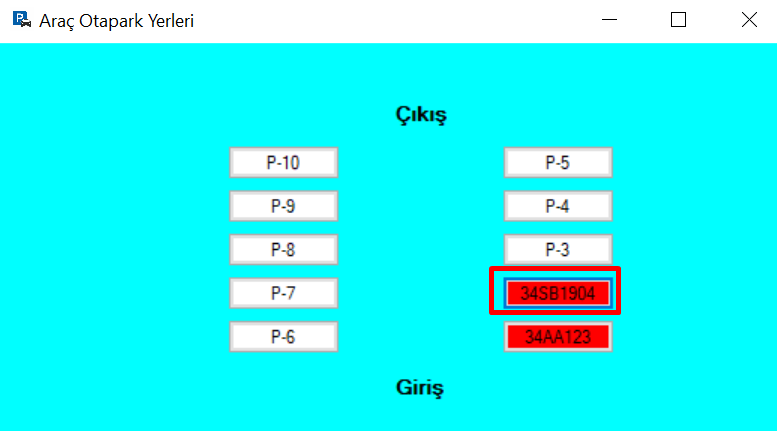 Araç Otapark Yerleri
Çıkış
P-10 P-5
P-9 P-4
P-8 P-3
P-7 34SB1904
P-6 34AA123
Giriş